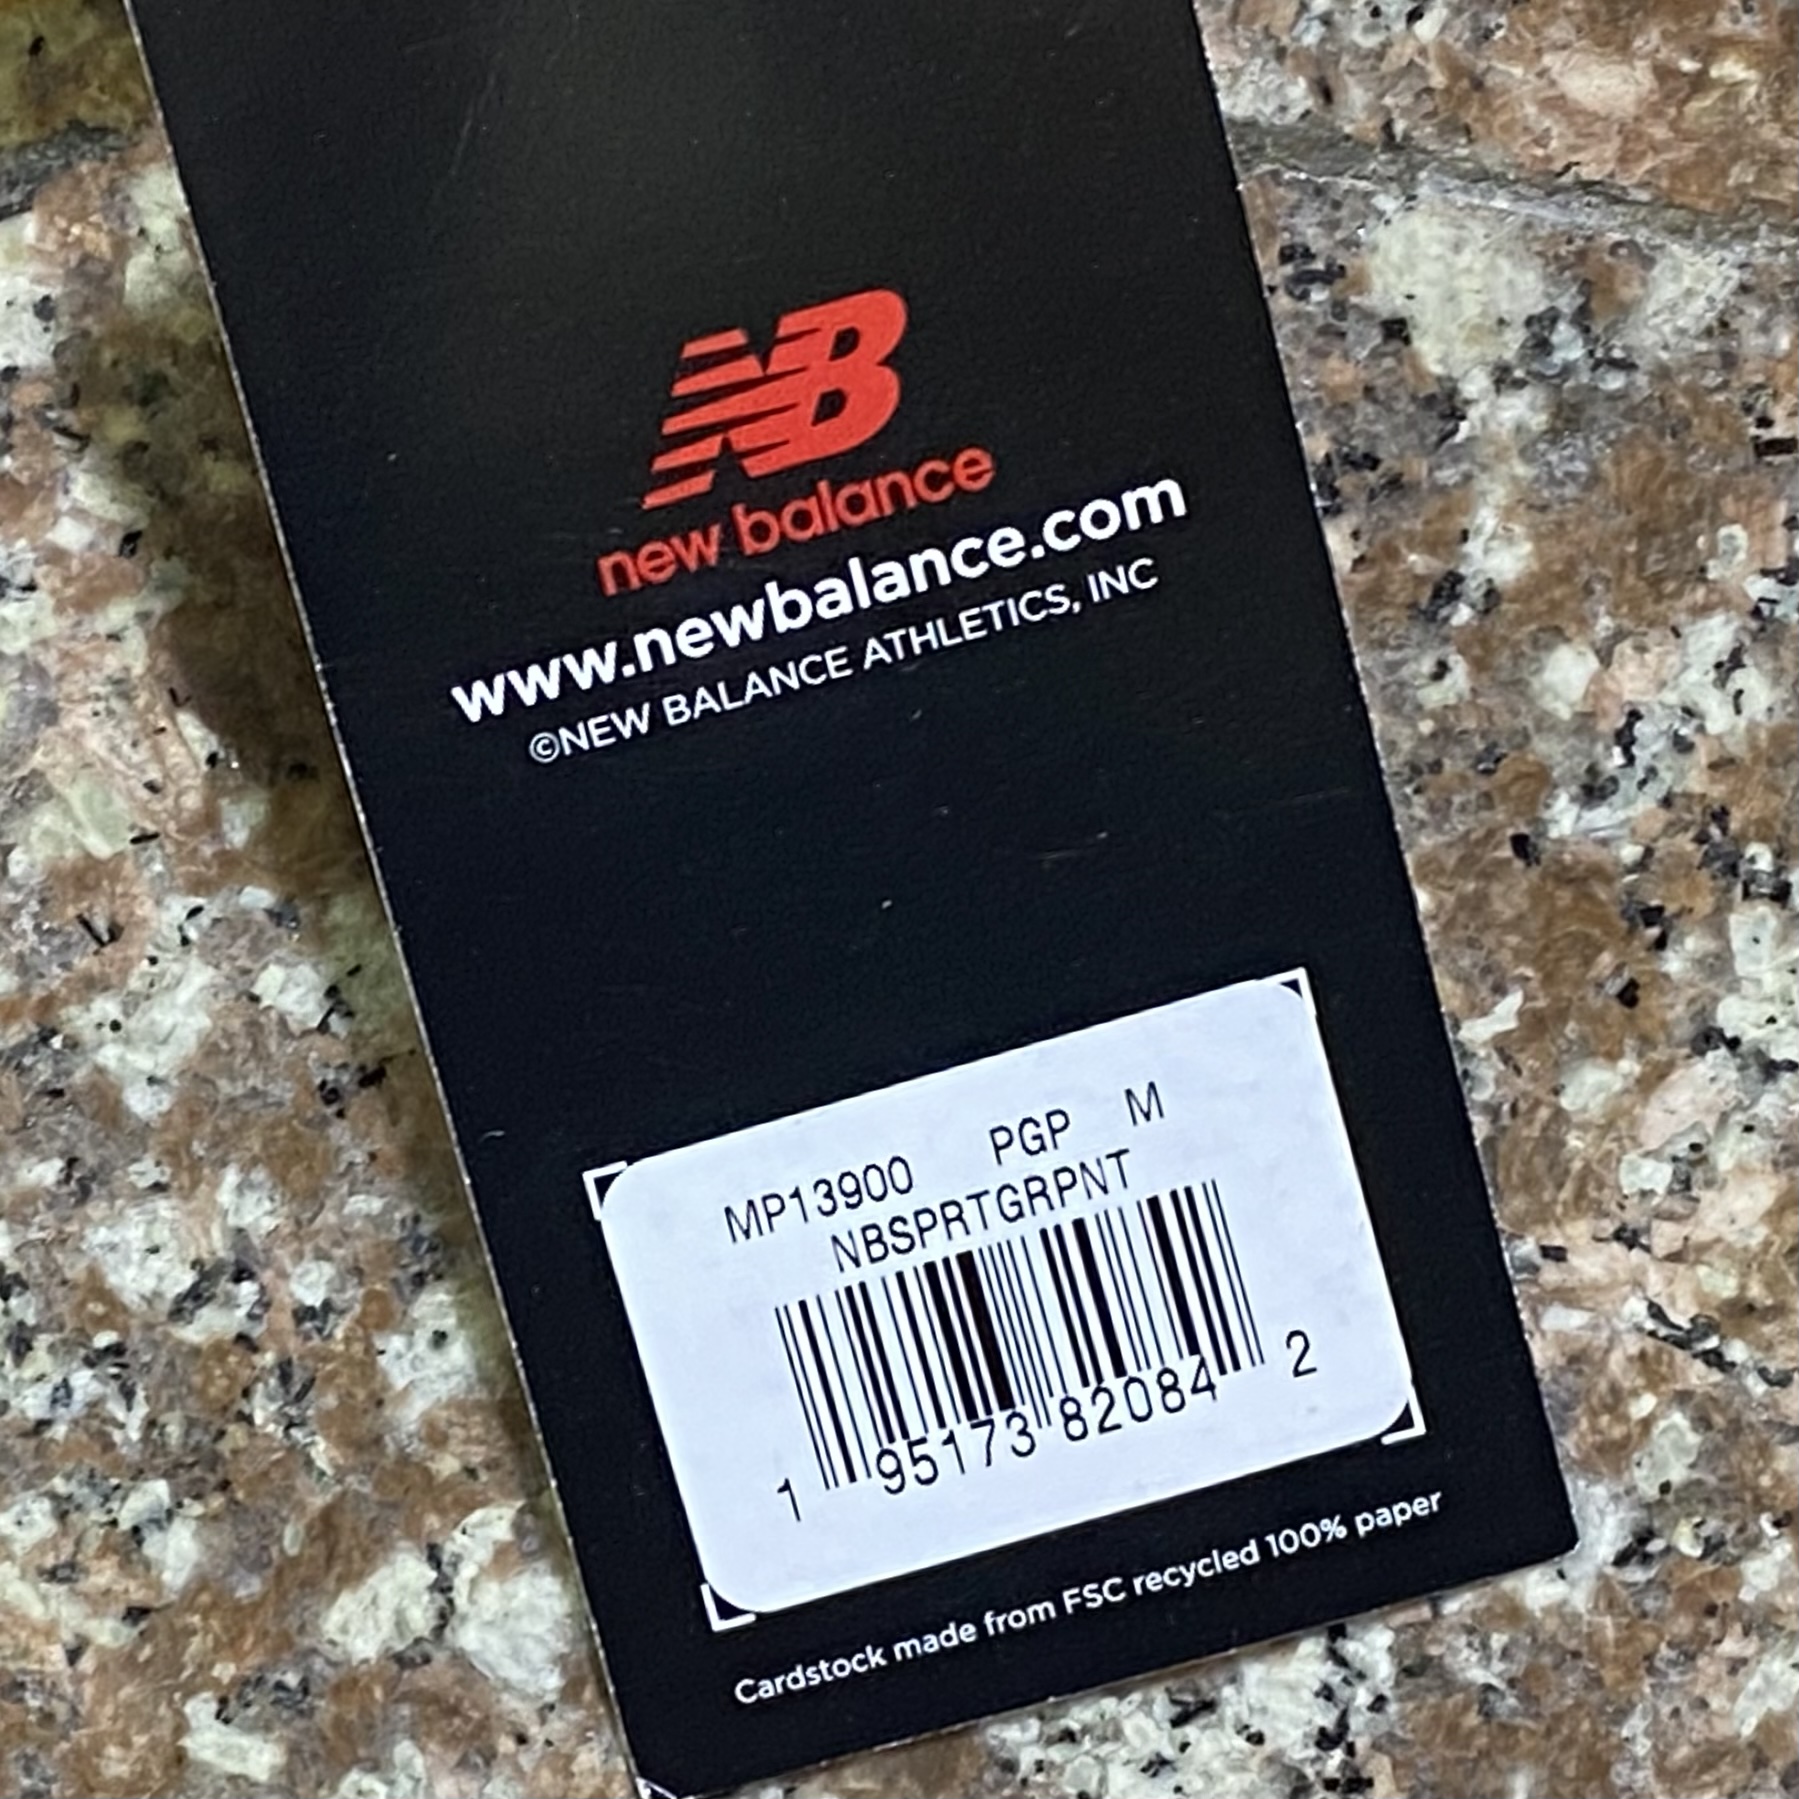 NB
new balance
www.newbalance.com
©NEW BALANCE ATHLETICS, INC
MP13900 PGP M
NBSPRTGRPNT
1 95173 82084 2
Cardstock made from FSC recycled 100% paper